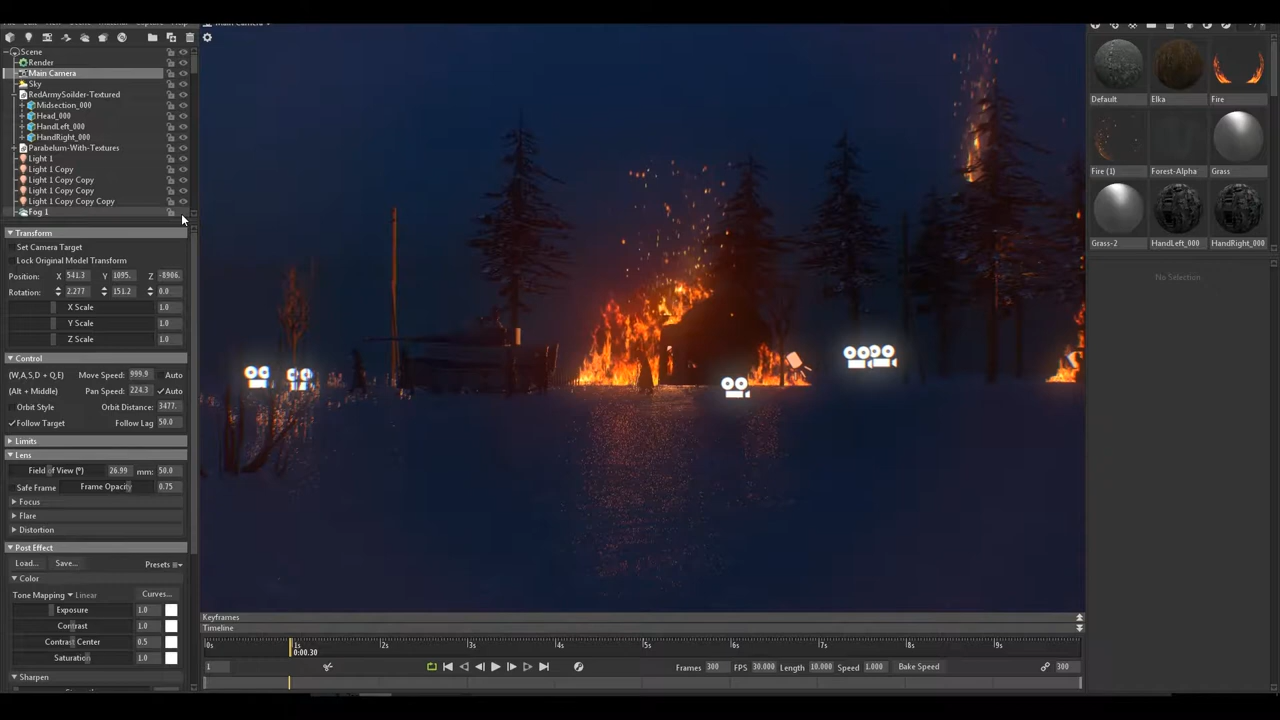 Main Camera
Scene
Render
Main Camera
Sky
RedArmySoilder-Textured
Midsection_000
Head_000
HandLeft_000
HandRight_000
Parabelum-With-Textures
Light 1
Light 1 Copy
Light 1 Copy Copy
Light 1 Copy Copy
Light 1 Copy Copy Copy
Fog 1
Transform
Set Camera Target
Lock Original Model Transform
Position: X 541.3 Y 1095. Z -8906.
Rotation: 2.277 151.2 0.0
X Scale 1.0
Y Scale 1.0
Z Scale 1.0
Control
(W,A,S,D + Q,E) Move Speed: 999.9 Auto
(Alt + Middle) Pan Speed: 224.3 Auto
Orbit Style Orbit Distance: 3477.
Follow Target Follow Lag 50.0
Limits
Lens
Field of View (°) 26.99 mm: 50.0
Safe Frame Frame Opacity 0.75
Focus
Flare
Distortion
Post Effect
Load... Save... Presets
Color
Tone Mapping Linear Curves...
Exposure 1.0
Contrast 1.0
Contrast Center 0.5
Saturation 1.0
Sharpen
Keyframes
Timeline
0s 1s 2s 3s 4s 5s 6s 7s 8s 9s
0:00.30
1 Frames 300 FPS 30.000 Length 10.000 Speed 1.000 Bake Speed 300
Default Elka Fire
Fire (1) Forest-Alpha Grass
Grass-2 HandLeft_000 HandRight_000
No Selection